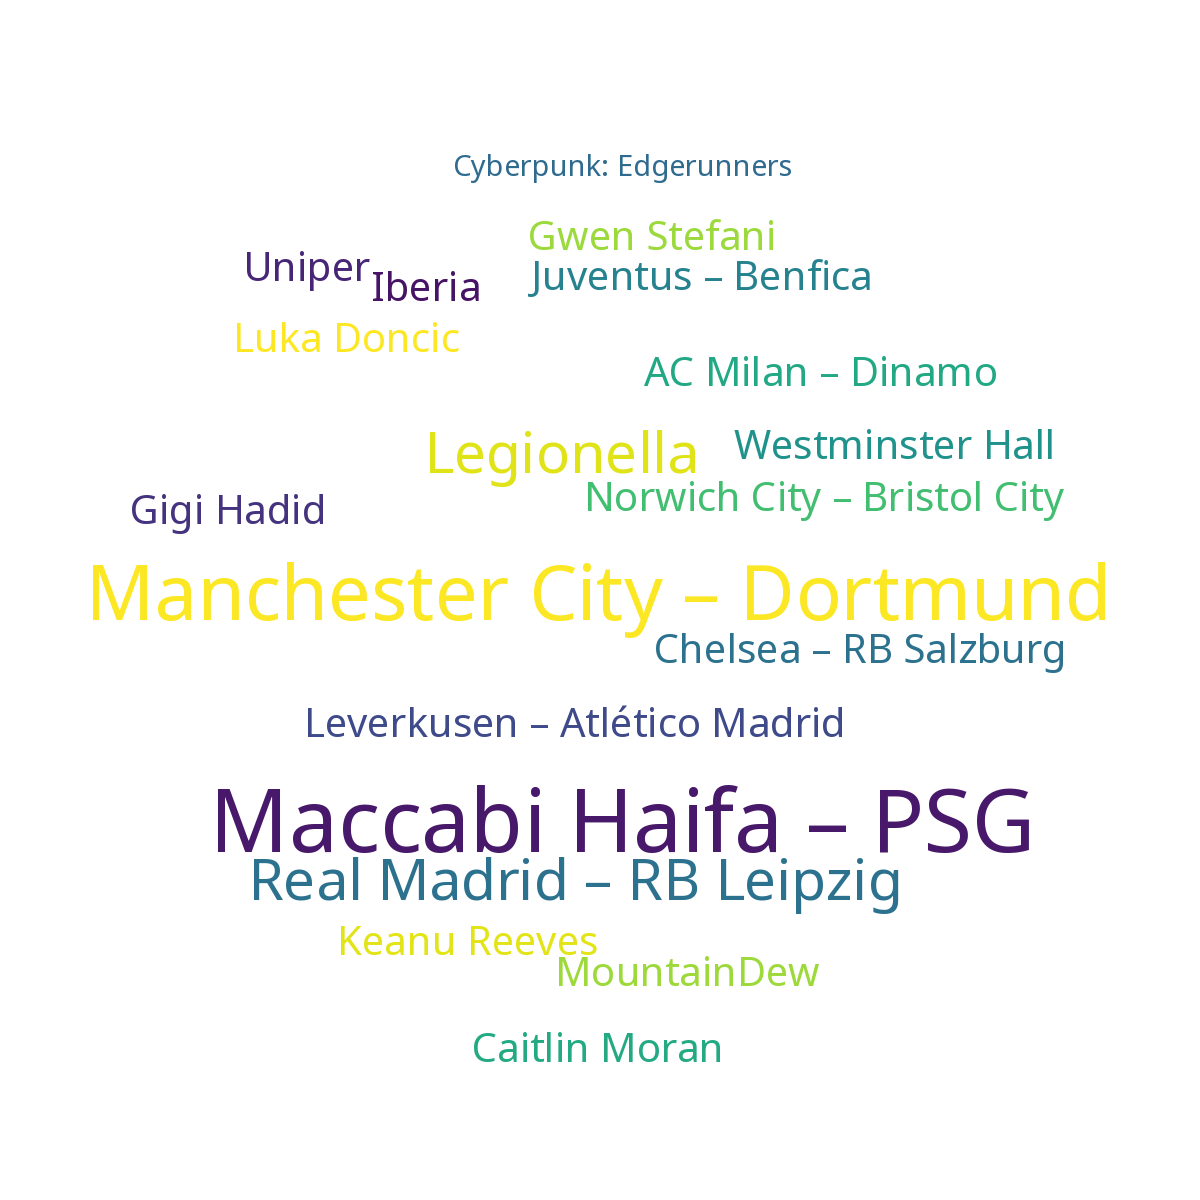 Cyberpunk: Edgerunners
Gwen Stefani
Uniper
Iberia
Juventus – Benfica
Luka Doncic
AC Milan – Dinamo
Legionella
Westminster Hall
Norwich City – Bristol City
Gigi Hadid
Manchester City – Dortmund
Chelsea – RB Salzburg
Leverkusen – Atlético Madrid
Maccabi Haifa – PSG
Real Madrid – RB Leipzig
Keanu Reeves
MountainDew
Caitlin Moran